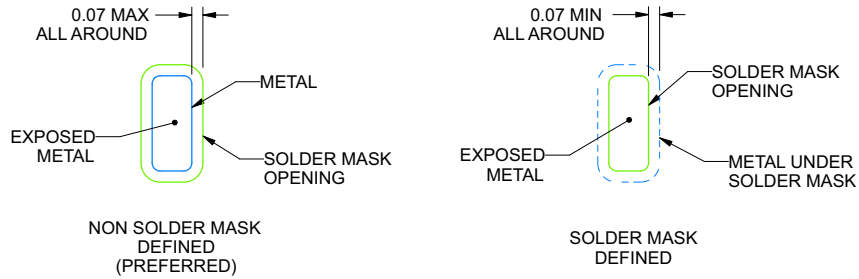 0.07 MAX
ALL AROUND
METAL
EXPOSED
METAL
SOLDER MASK
OPENING
NON SOLDER MASK
DEFINED
(PREFERRED)
0.07 MIN
ALL AROUND
SOLDER MASK
OPENING
EXPOSED
METAL
METAL UNDER
SOLDER MASK
SOLDER MASK
DEFINED